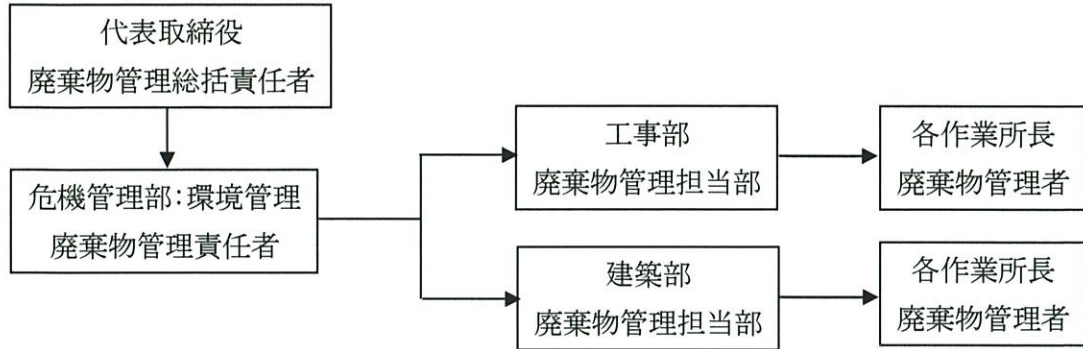 代表取締役
廃棄物管理総括責任者
危機管理部:環境管理
廃棄物管理責任者
工事部
廃棄物管理担当部
各作業所長
廃棄物管理者
建築部
廃棄物管理担当部
各作業所長
廃棄物管理者